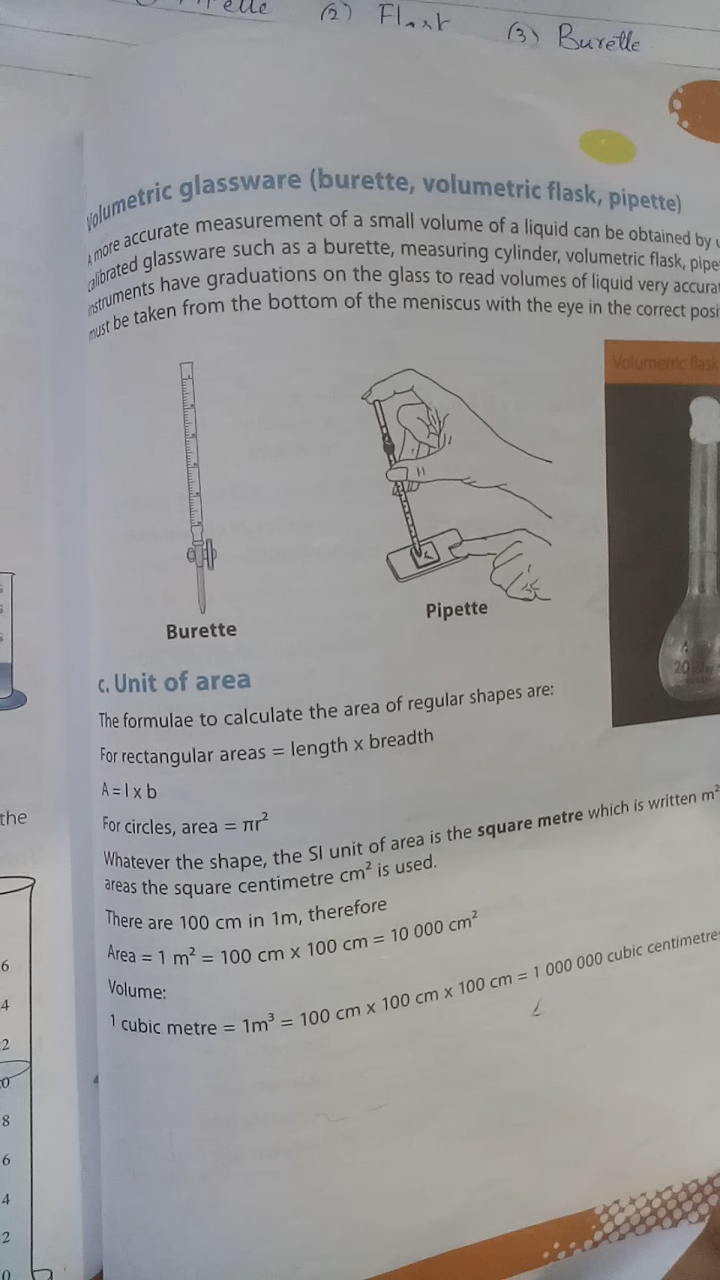 (2) Flask (3) Burette
Volumetric glassware (burette, volumetric flask, pipette)
A more accurate measurement of a small volume of a liquid can be obtained by
calibrated glassware such as a burette, measuring cylinder, volumetric flask,
instruments have graduations on the glass to read volumes of liquid very
must be taken from the bottom of the meniscus with the eye in the correct
Volumetric flask
20
Burette
Pipette
c. Unit of area
The formulae to calculate the area of regular shapes are:
For rectangular areas = length x breadth
A = l x b
For circles, area = πr²
Whatever the shape, the SI unit of area is the square metre which is written m²
areas the square centimetre cm² is used.
There are 100 cm in 1m, therefore
Area = 1 m² = 100 cm x 100 cm = 10 000 cm²
Volume:
1 cubic metre = 1m³ = 100 cm x 100 cm x 100 cm = 1 000 000 cubic centimetres
the
6
4
2
0
8
6
4
2
0